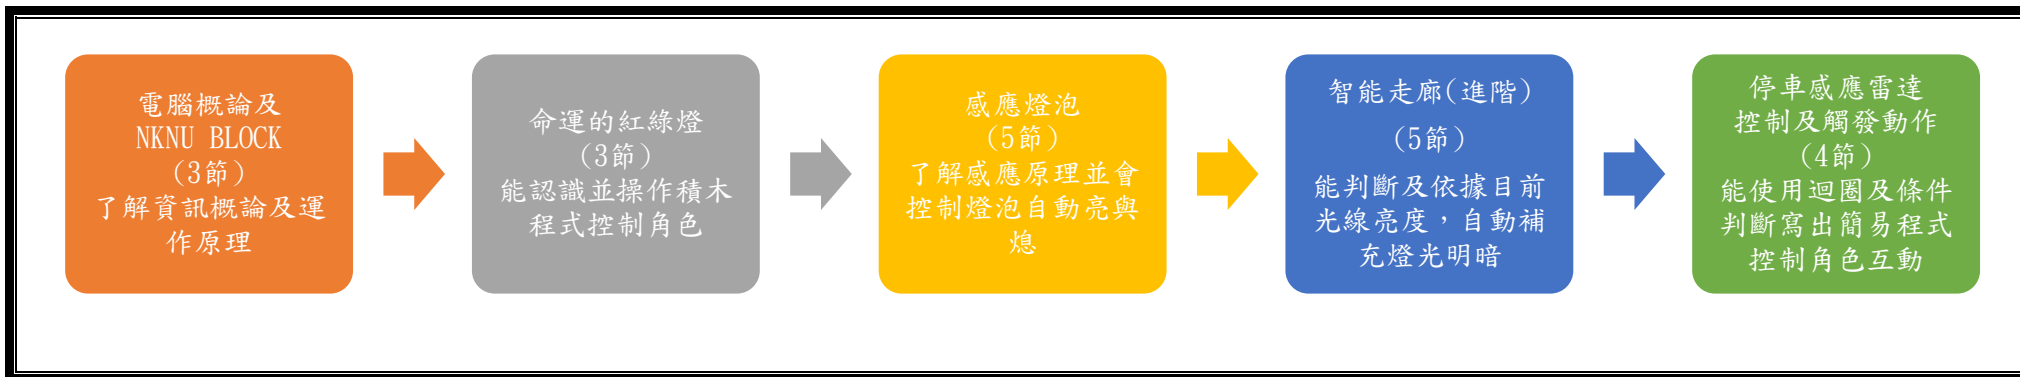 電腦概論及
NKNU BLOCK
(3節)
了解資訊概論及運
作原理
命運的紅綠燈
(3節)
能認識並操作積木
程式控制角色
感應燈泡
(5節)
了解感應原理並會
控制燈泡自動亮與
熄
智能走廊(進階)
(5節)
能判斷及依據目前
光線亮度，自動補
充燈光明暗
停車感應雷達
控制及觸發動作
(4節)
能使用迴圈及條件
判斷寫出簡易程式
控制角色互動